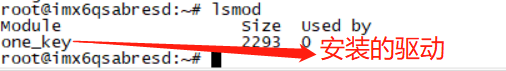 root@imx6qsabresd:~# lsmod
Module                  Size  Used by
one_key                 2293  0 安装的驱动
root@imx6qsabresd:~#